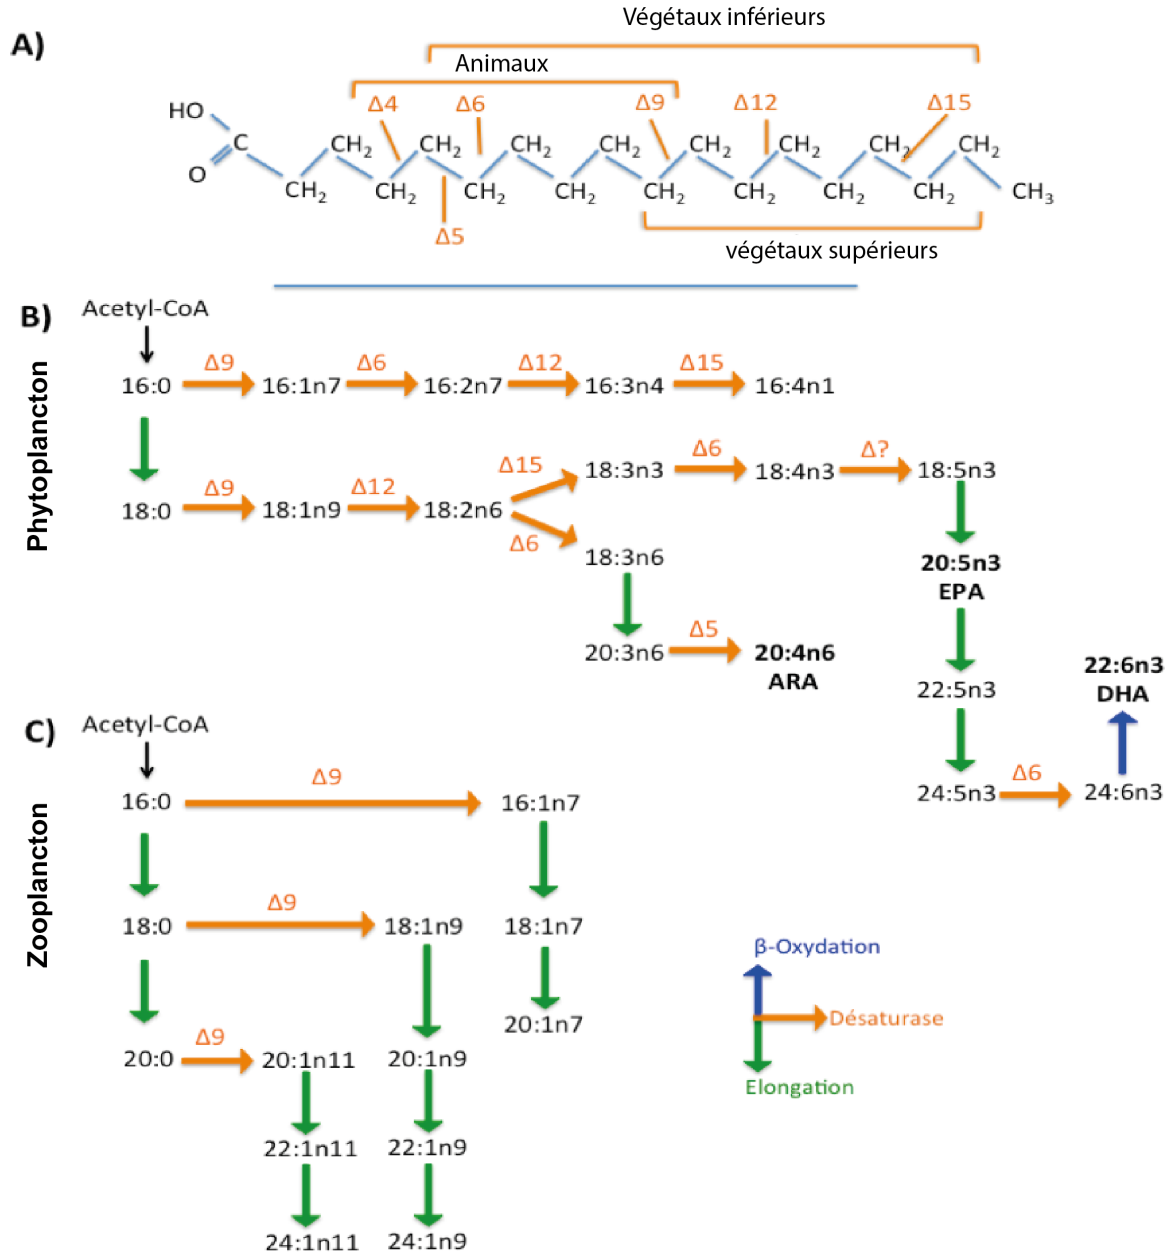 Végétaux inférieurs
A)
Animaux
Δ4 Δ6 Δ9 Δ12 Δ15
HO
C CH2 CH2 CH2 CH2 CH2 CH2 CH2 CH2
O
CH2 CH2 CH2 CH2 CH2 CH2 CH2 CH2 CH3
Δ5
végétaux supérieurs
B)
Acetyl-CoA
Phytoplancton
Δ9 Δ6 Δ12 Δ15
16:0 16:1n7 16:2n7 16:3n4 16:4n1
Δ15 Δ6 Δ?
18:3n3 18:4n3 18:5n3
Δ9 Δ12
18:0 18:1n9 18:2n6
Δ6
18:3n6
20:5n3
EPA
Δ5
20:3n6 20:4n6
ARA
22:6n3
DHA
22:5n3
Δ6
24:5n3 24:6n3
C)
Acetyl-CoA
Zooplancton
Δ9
16:0 16:1n7
Δ9
18:0 18:1n9 18:1n7
20:1n7
Δ9
20:0 20:1n11 20:1n9
22:1n11 22:1n9
24:1n11 24:1n9
β-Oxydation
Désaturase
Elongation